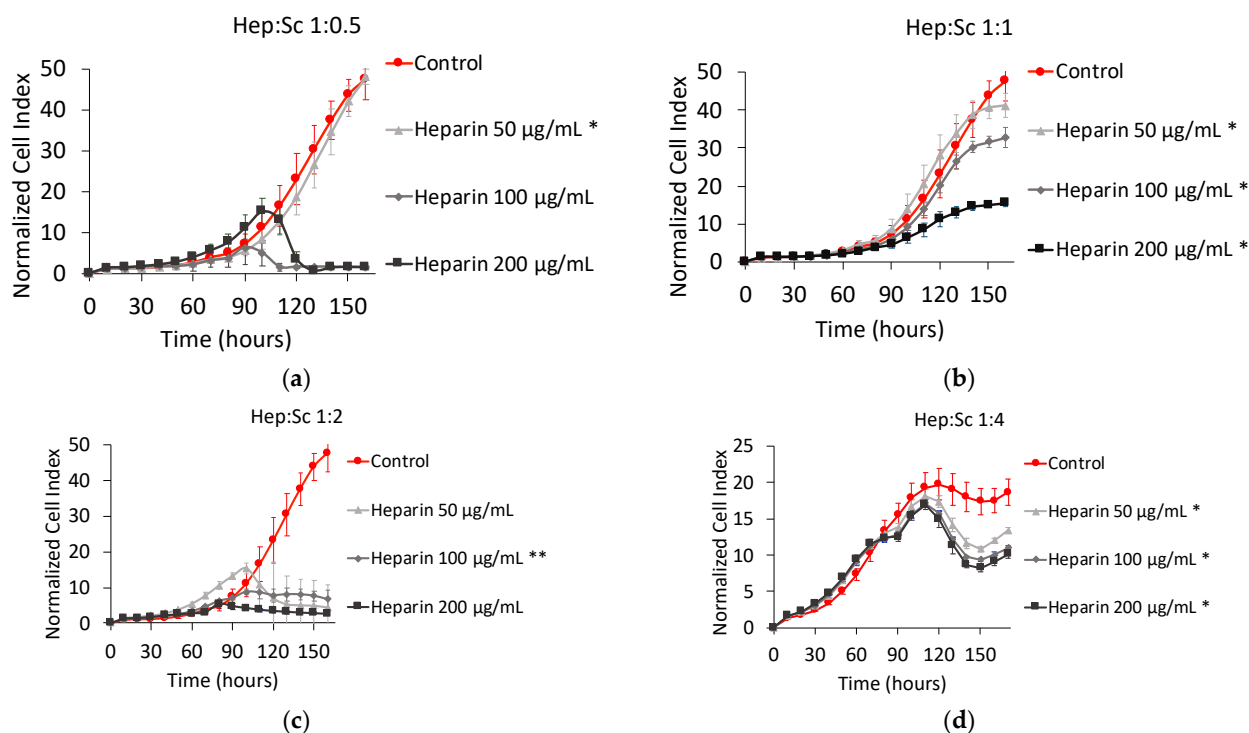 Hep:Sc 1:0.5
Normalized Cell Index
50
40
30
20
10
0
0 30 60 90 120 150
Time (hours)
Control
Heparin 50 µg/mL *
Heparin 100 µg/mL
Heparin 200 µg/mL
(a)
Hep:Sc 1:1
Normalized Cell Index
50
40
30
20
10
0
0 30 60 90 120 150
Time (hours)
Control
Heparin 50 µg/mL *
Heparin 100 µg/mL *
Heparin 200 µg/mL *
(b)
Hep:Sc 1:2
Normalized Cell Index
50
40
30
20
10
0
0 30 60 90 120 150
Time (hours)
Control
Heparin 50 µg/mL
Heparin 100 µg/mL **
Heparin 200 µg/mL
(c)
Hep:Sc 1:4
Normalized Cell Index
25
20
15
10
5
0
0 30 60 90 120 150
Time (hours)
Control
Heparin 50 µg/mL *
Heparin 100 µg/mL *
Heparin 200 µg/mL *
(d)